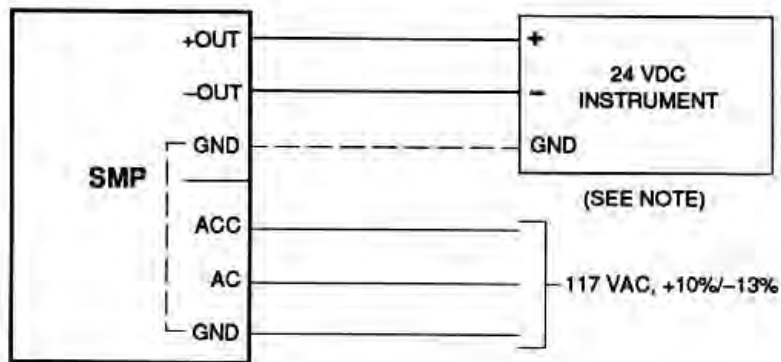 +OUT
–OUT
GND
SMP
ACC
AC
GND
+
–
24 VDC
INSTRUMENT
GND
(SEE NOTE)
117 VAC, +10%/–13%